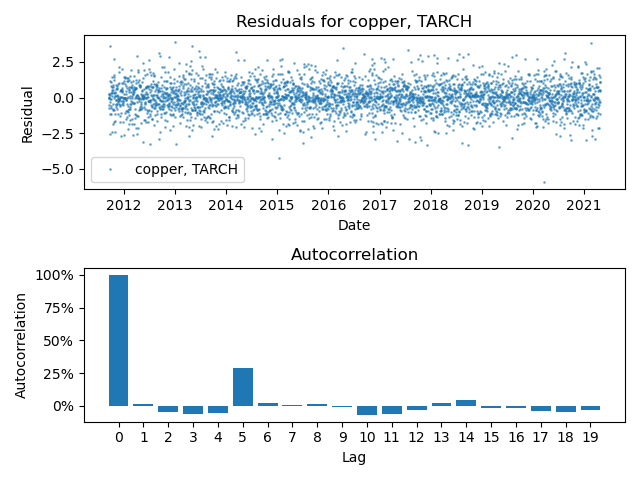 Residuals for copper, TARCH
Residual
2.5
0.0
−2.5
−5.0
copper, TARCH
2012 2013 2014 2015 2016 2017 2018 2019 2020 2021
Date
Autocorrelation
Autocorrelation
100%
75%
50%
25%
0%
0 1 2 3 4 5 6 7 8 9 10 11 12 13 14 15 16 17 18 19
Lag